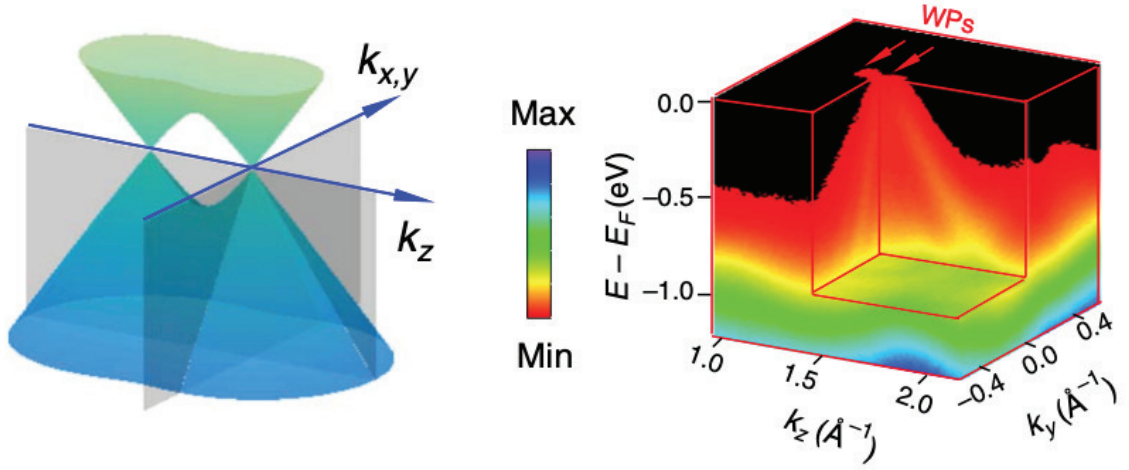 k_{x,y}
k_z
Max
Min
WPs
E − E_F (eV)
0.0
−0.5
−1.0
1.0
1.5
2.0
k_z (Å⁻¹)
−0.4
0.0
0.4
k_y (Å⁻¹)